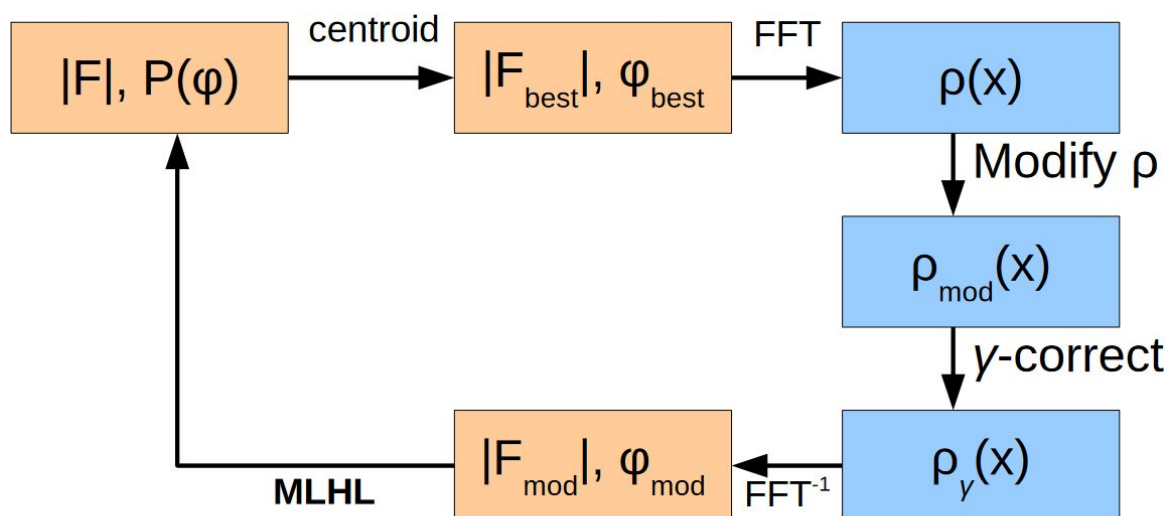 centroid
FFT
|F|, P(φ)
|F_best|, φ_best
ρ(x)
Modify ρ
ρ_mod(x)
γ-correct
|F_mod|, φ_mod
ρ_γ(x)
MLHL
FFT⁻¹